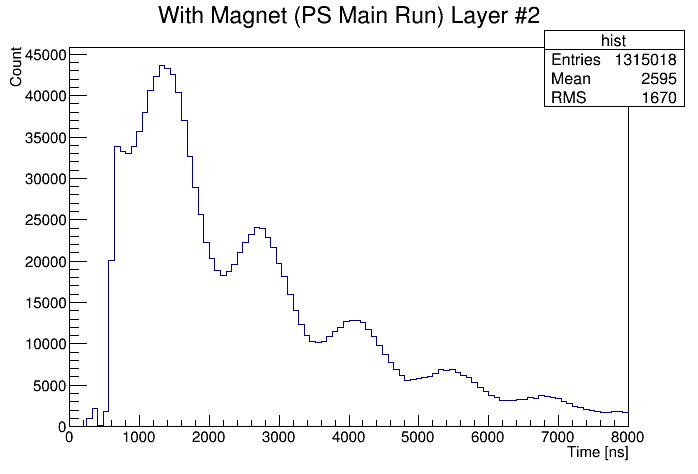 With Magnet (PS Main Run) Layer #2
hist
Entries 1315018
Mean 2595
RMS 1670
Count
45000
40000
35000
30000
25000
20000
15000
10000
5000
0
0 1000 2000 3000 4000 5000 6000 7000 8000
Time [ns]